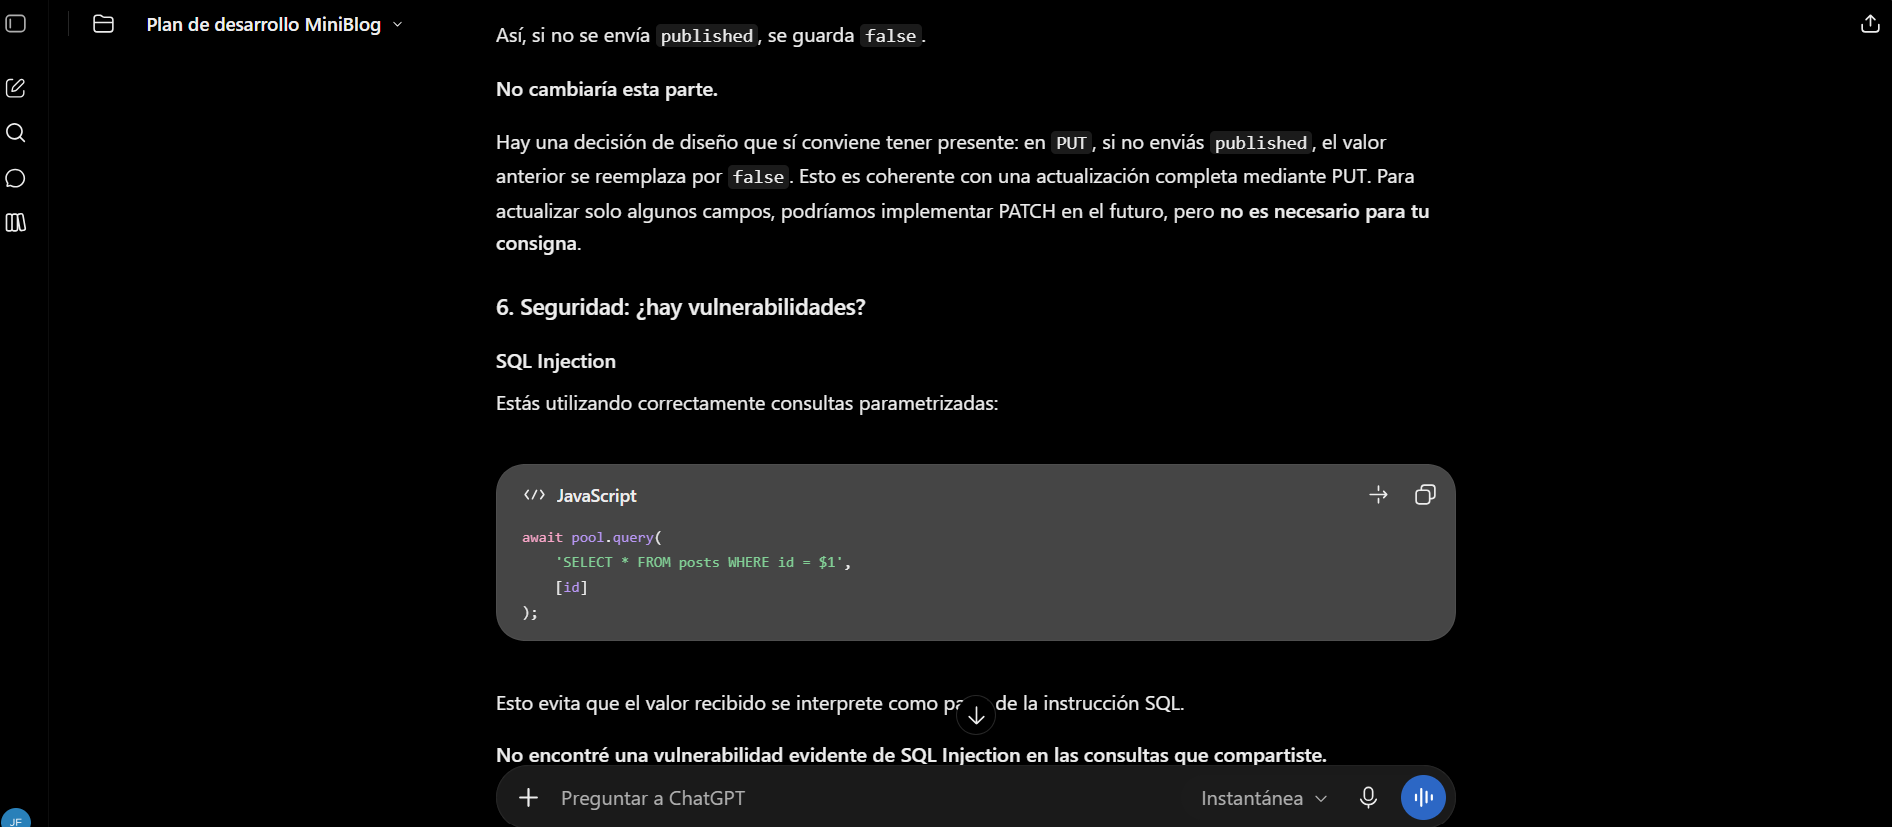 Plan de desarrollo MiniBlog
Así, si no se envía published, se guarda false.
No cambiaría esta parte.
Hay una decisión de diseño que sí conviene tener presente: en PUT, si no enviás published, el valor
anterior se reemplaza por false. Esto es coherente con una actualización completa mediante PUT. Para
actualizar solo algunos campos, podríamos implementar PATCH en el futuro, pero no es necesario para tu
consigna.
6. Seguridad: ¿hay vulnerabilidades?
SQL Injection
Estás utilizando correctamente consultas parametrizadas:
</> JavaScript
await pool.query(
    'SELECT * FROM posts WHERE id = $1',
    [id]
);
Esto evita que el valor recibido se interprete como de la instrucción SQL.
No encontré una vulnerabilidad evidente de SQL Injection en las consultas que compartiste.
Preguntar a ChatGPT
Instantánea
JF